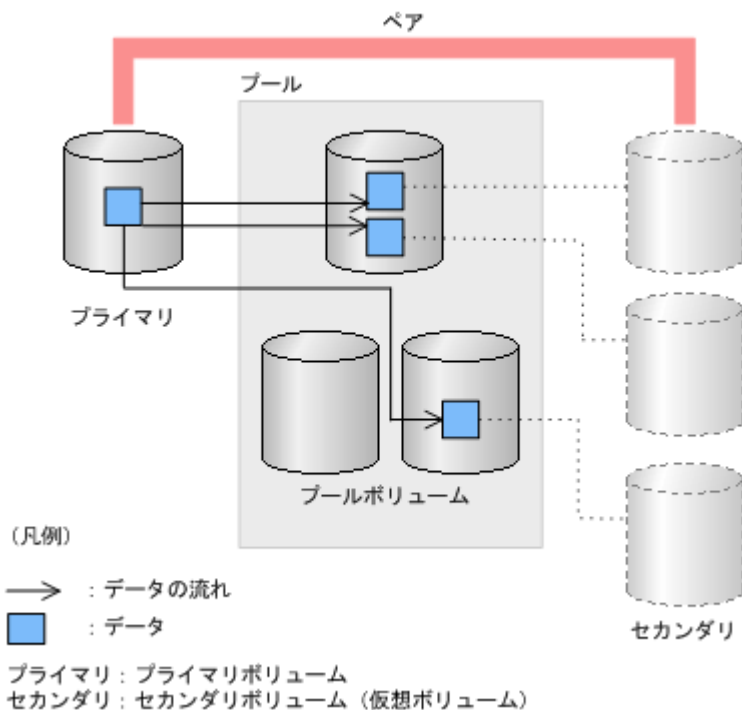 ペア
プール
プライマリ
プールボリューム
セカンダリ
（凡例）
：データの流れ
：データ
プライマリ：プライマリボリューム
セカンダリ：セカンダリボリューム（仮想ボリューム）